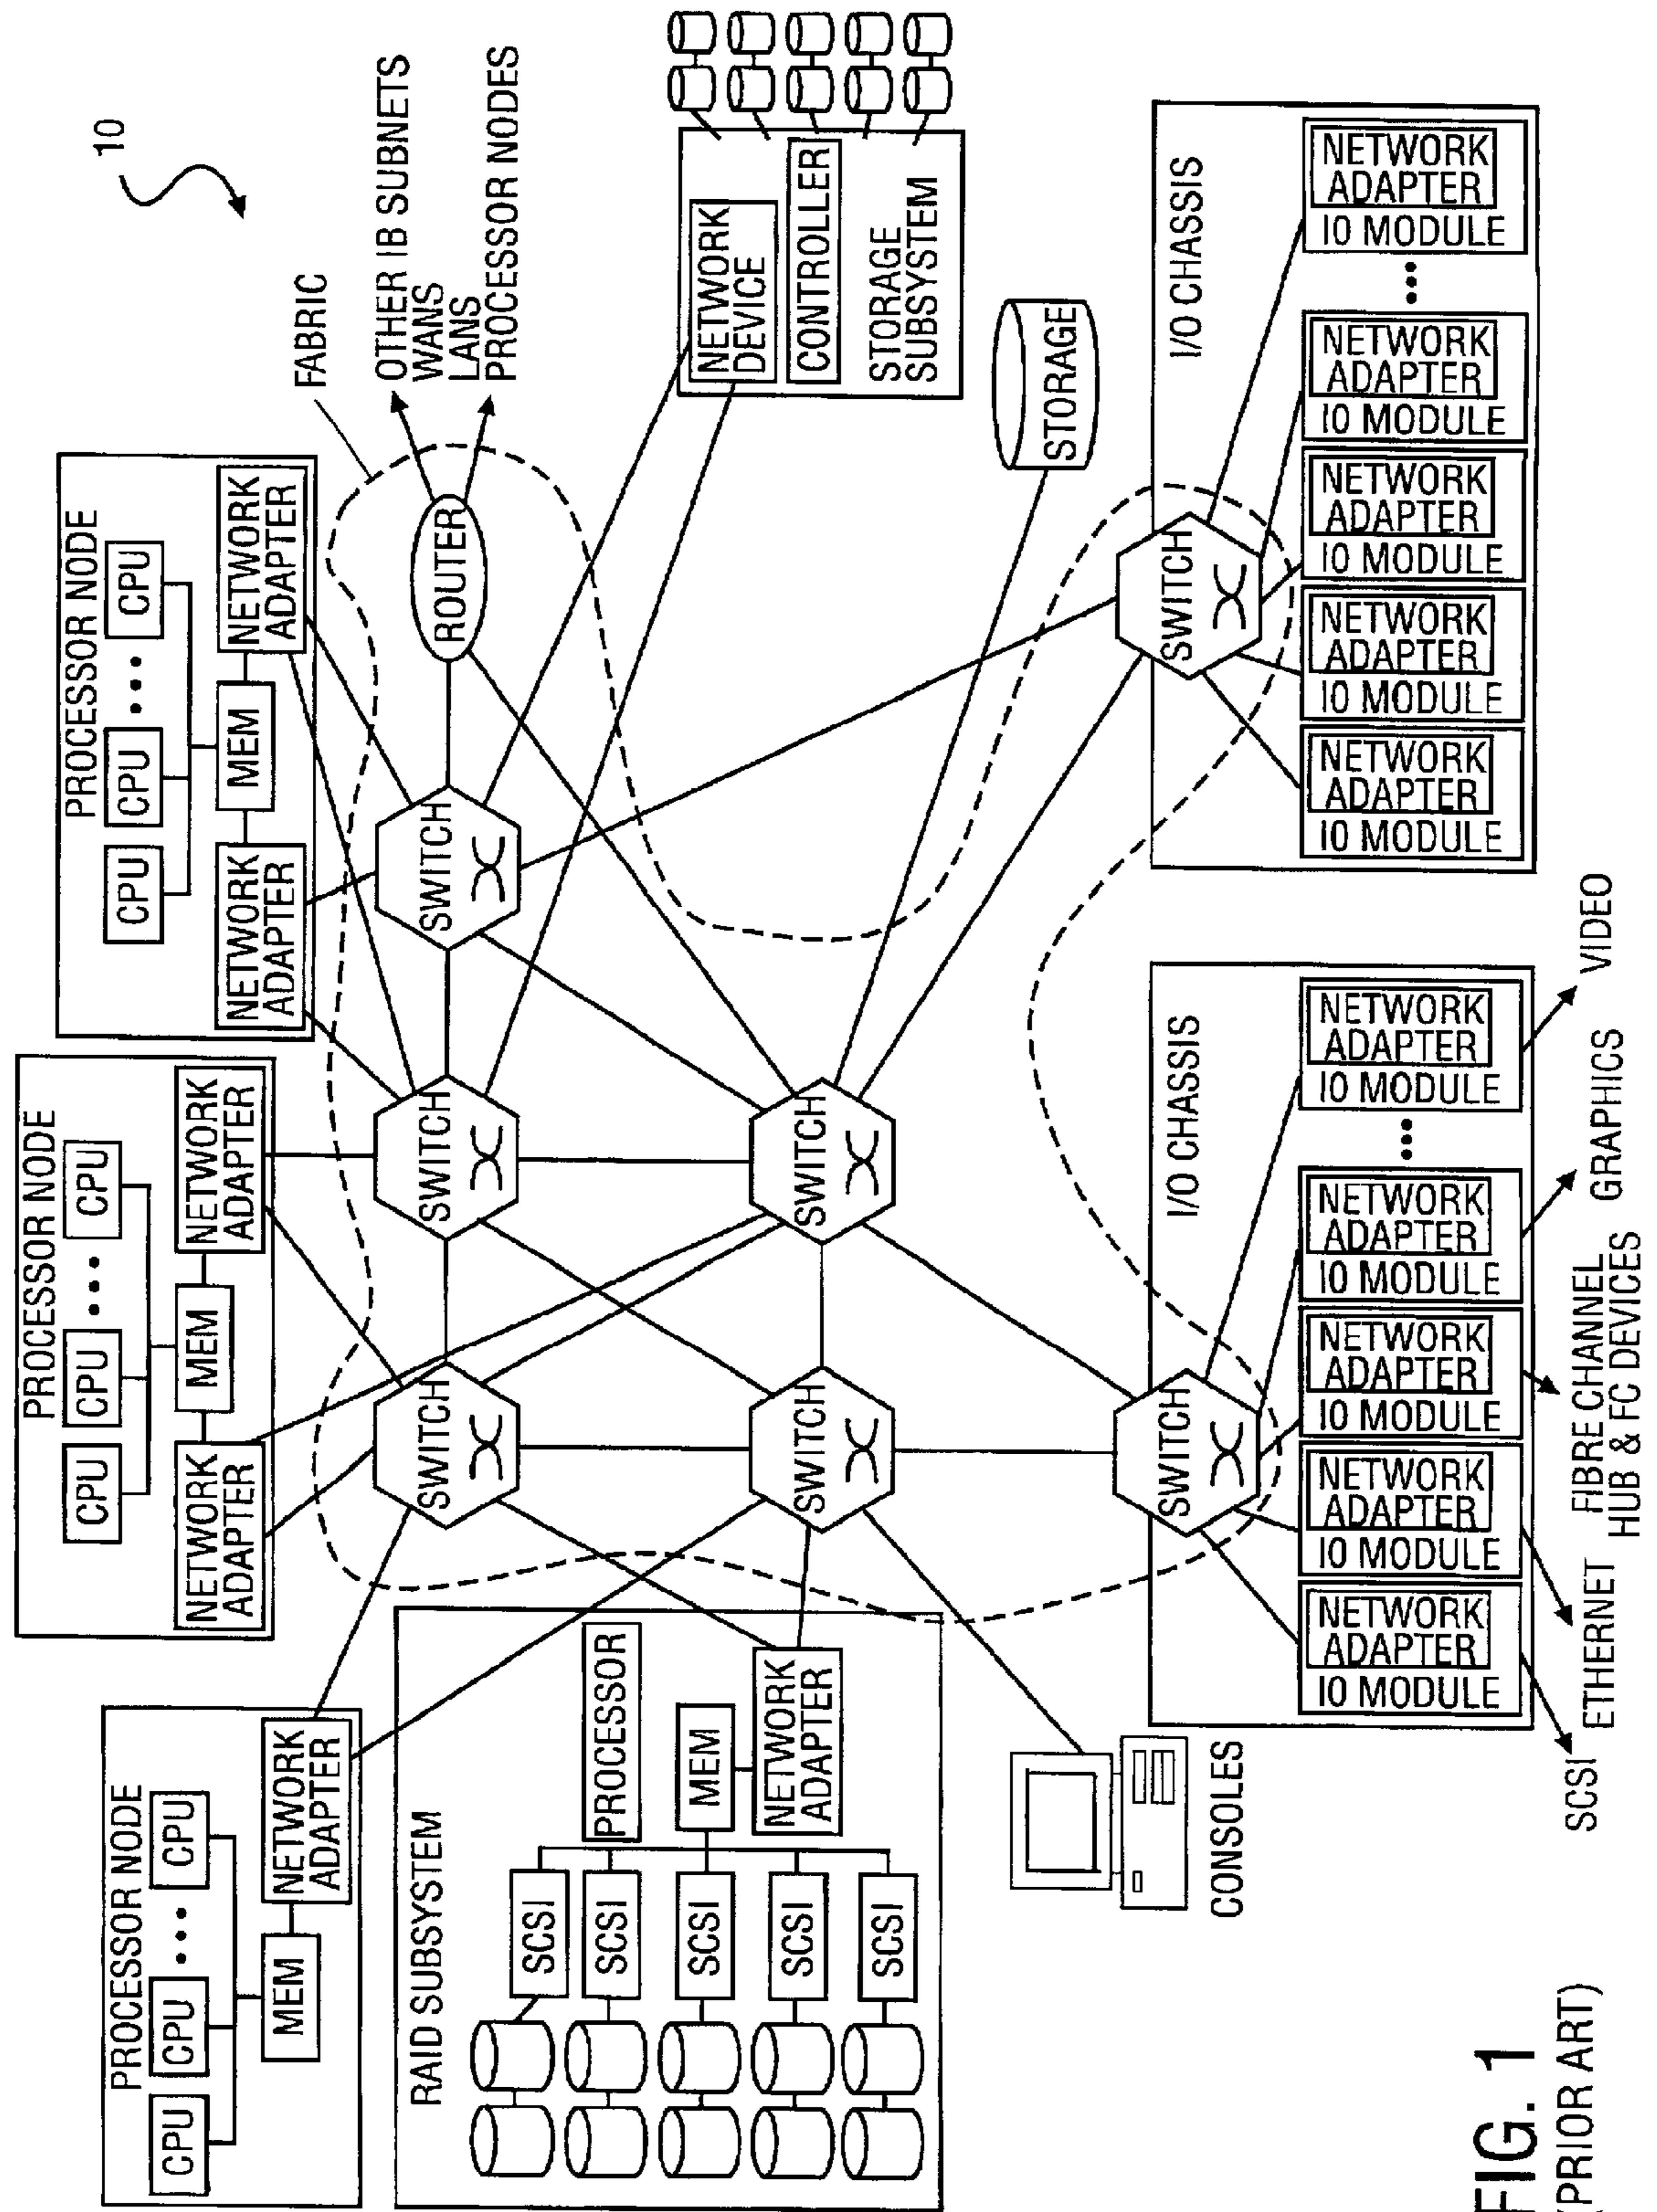 10
PROCESSOR NODE
CPU
CPU
•••
CPU
MEM
NETWORK
ADAPTER
PROCESSOR NODE
CPU
CPU
•••
CPU
NETWORK
ADAPTER
MEM
NETWORK
ADAPTER
PROCESSOR NODE
CPU
CPU
•••
CPU
NETWORK
ADAPTER
MEM
NETWORK
ADAPTER
FABRIC
OTHER IB SUBNETS
WANS
LANS
PROCESSOR NODES
RAID SUBSYSTEM
SCSI
SCSI
SCSI
SCSI
SCSI
PROCESSOR
MEM
NETWORK
ADAPTER
SWITCH
SWITCH
SWITCH
ROUTER
SWITCH
SWITCH
NETWORK
DEVICE
CONTROLLER
STORAGE
SUBSYSTEM
STORAGE
CONSOLES
I/O CHASSIS
SWITCH
NETWORK
ADAPTER
IO MODULE
NETWORK
ADAPTER
IO MODULE
NETWORK
ADAPTER
IO MODULE
NETWORK
ADAPTER
IO MODULE
•••
NETWORK
ADAPTER
IO MODULE
SCSI
ETHERNET
FIBRE CHANNEL
HUB & FC DEVICES
GRAPHICS
VIDEO
I/O CHASSIS
SWITCH
NETWORK
ADAPTER
IO MODULE
NETWORK
ADAPTER
IO MODULE
NETWORK
ADAPTER
IO MODULE
NETWORK
ADAPTER
IO MODULE
•••
NETWORK
ADAPTER
IO MODULE
FIG. 1
(PRIOR ART)